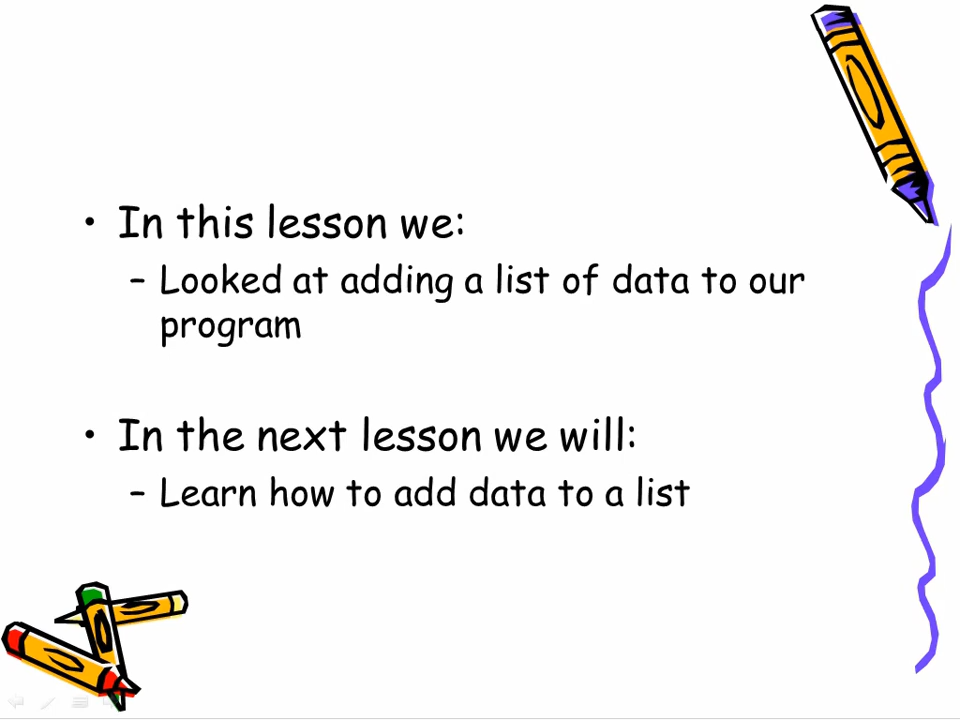 • In this lesson we:
– Looked at adding a list of data to our
program
• In the next lesson we will:
– Learn how to add data to a list